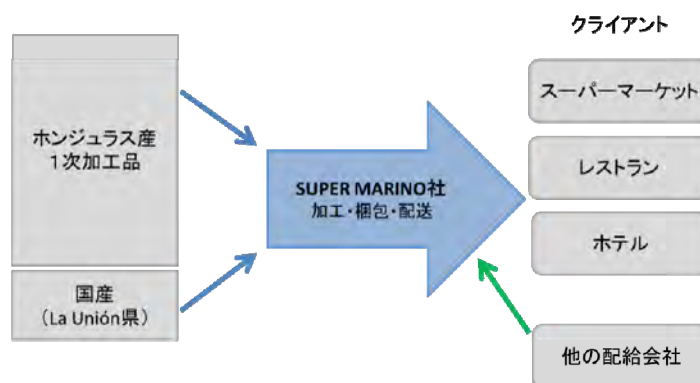 クライアント
スーパーマーケット
ホンジュラス産
1次加工品
レストラン
SUPER MARINO社
加工・梱包・配送
ホテル
国産
（La Unión県）
他の配給会社